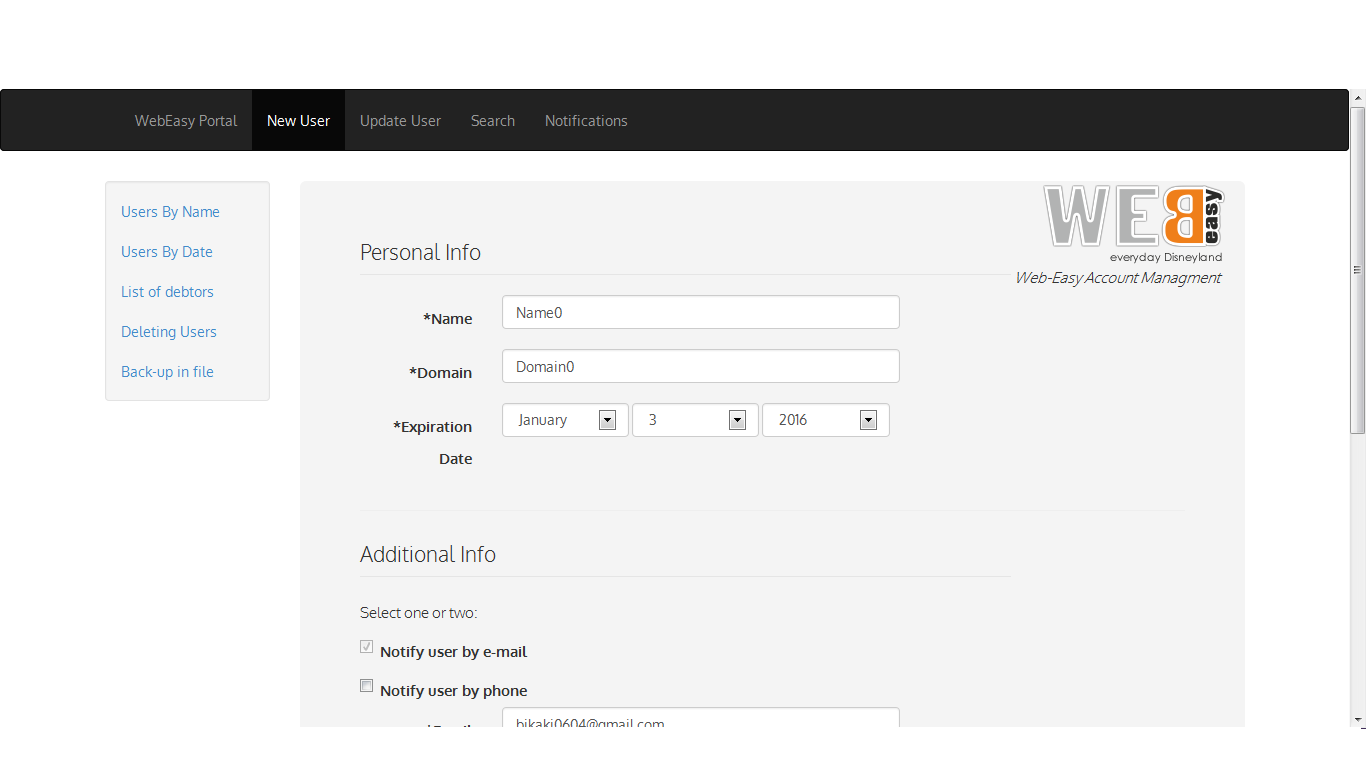 WebEasy Portal New User Update User Search Notifications
Users By Name
Users By Date
List of debtors
Deleting Users
Back-up in file
WEB easy
everyday Disneyland
Web-Easy Account Managment
Personal Info
*Name Name0
*Domain Domain0
*Expiration January 3 2016
Date
Additional Info
Select one or two:
Notify user by e-mail
Notify user by phone
bikaki0604@gmail.com